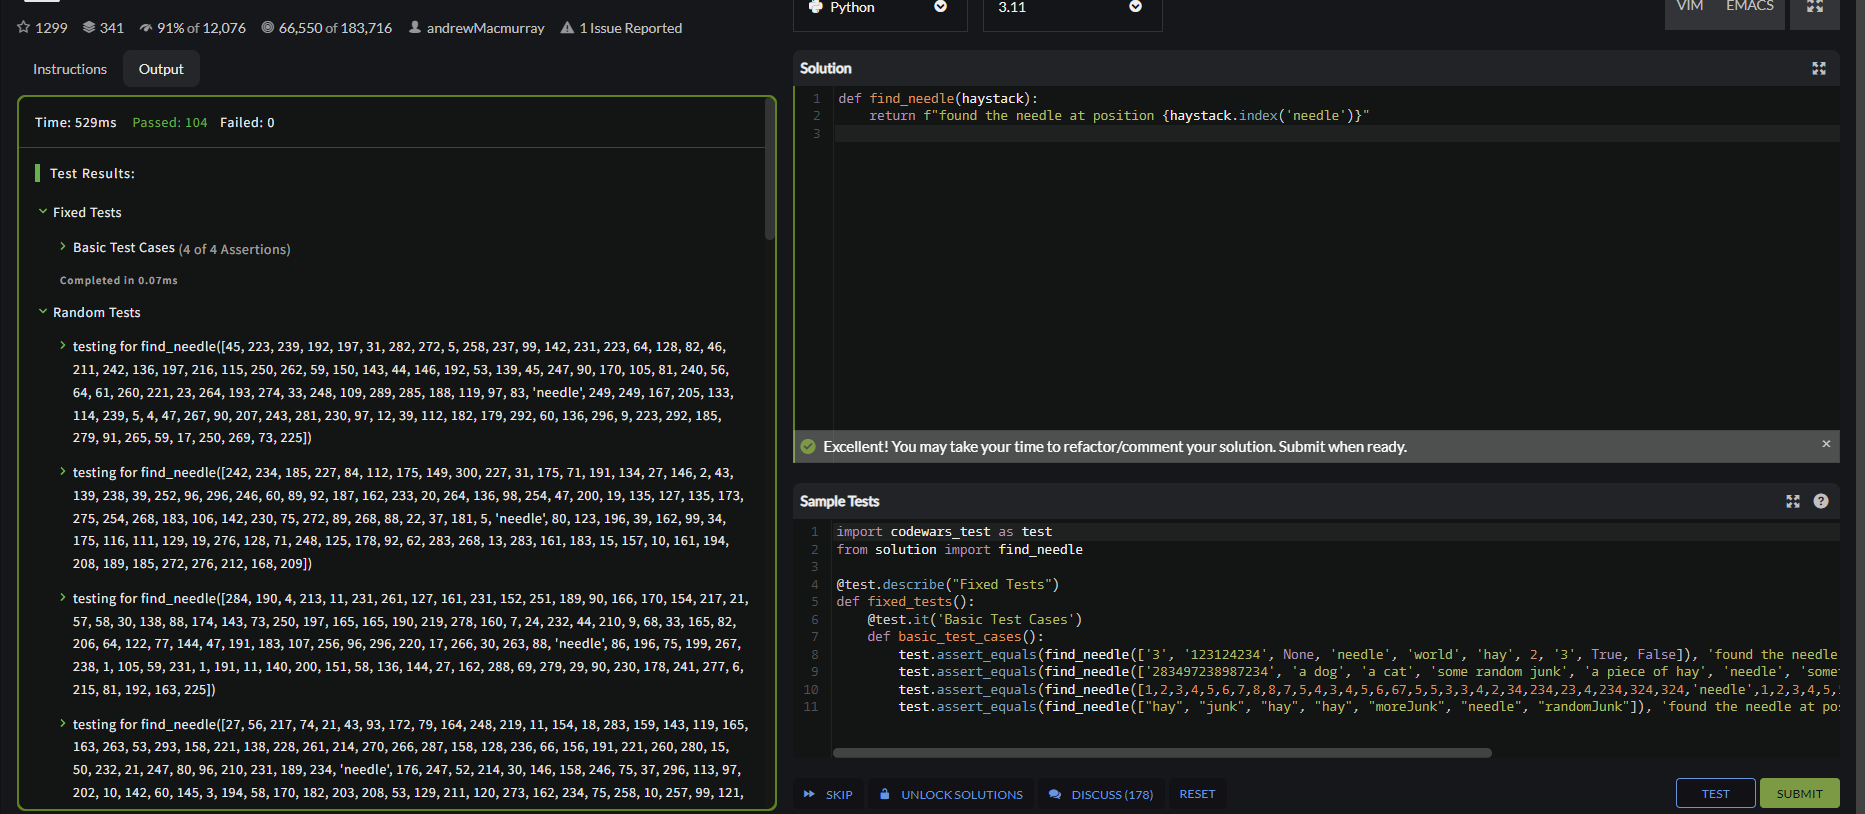 1299 341 91% of 12,076 66,550 of 183,716 andrewMacmurray 1 Issue Reported
Instructions Output
Time: 529ms Passed: 104 Failed: 0
Test Results:
Fixed Tests
Basic Test Cases (4 of 4 Assertions)
Completed in 0.07ms
Random Tests
testing for find_needle([45, 223, 239, 192, 197, 31, 282, 272, 5, 258, 237, 99, 142, 231, 223, 64, 128, 82, 46,
211, 242, 136, 197, 216, 115, 250, 262, 59, 150, 143, 44, 146, 192, 53, 139, 45, 247, 90, 170, 105, 81, 240, 56,
64, 61, 260, 221, 23, 264, 193, 274, 33, 248, 109, 289, 285, 188, 119, 97, 83, 'needle', 249, 249, 167, 205, 133,
114, 239, 5, 4, 47, 267, 90, 207, 243, 281, 230, 97, 12, 39, 112, 182, 179, 292, 60, 136, 296, 9, 223, 292, 185,
279, 91, 265, 59, 17, 250, 269, 73, 225])
testing for find_needle([242, 234, 185, 227, 84, 112, 175, 149, 300, 227, 31, 175, 71, 191, 134, 27, 146, 2, 43,
139, 238, 39, 252, 96, 296, 246, 60, 89, 92, 187, 162, 233, 20, 264, 136, 98, 254, 47, 200, 19, 135, 127, 135, 173,
275, 254, 268, 183, 106, 142, 230, 75, 272, 89, 268, 88, 22, 37, 181, 5, 'needle', 80, 123, 196, 39, 162, 99, 34,
175, 116, 111, 129, 19, 276, 128, 71, 248, 125, 178, 92, 62, 283, 268, 13, 283, 161, 183, 15, 157, 10, 161, 194,
208, 189, 185, 272, 276, 212, 168, 209])
testing for find_needle([284, 190, 4, 213, 11, 231, 261, 127, 161, 231, 152, 251, 189, 90, 166, 170, 154, 217, 21,
57, 58, 30, 138, 88, 174, 143, 73, 250, 197, 165, 165, 190, 219, 278, 160, 7, 24, 232, 44, 210, 9, 68, 33, 165, 82,
206, 64, 122, 77, 144, 47, 191, 183, 107, 256, 96, 296, 220, 17, 266, 30, 263, 88, 'needle', 86, 196, 75, 199, 267,
238, 1, 105, 59, 231, 1, 191, 11, 140, 200, 151, 58, 136, 144, 27, 162, 288, 69, 279, 29, 90, 230, 178, 241, 277, 6,
215, 81, 192, 163, 225])
testing for find_needle([27, 56, 217, 74, 21, 43, 93, 172, 79, 164, 248, 219, 11, 154, 18, 283, 159, 143, 119, 165,
163, 263, 53, 293, 158, 221, 138, 228, 261, 214, 270, 266, 287, 158, 128, 236, 66, 156, 191, 221, 260, 280, 15,
50, 232, 21, 247, 80, 96, 210, 231, 189, 234, 'needle', 176, 247, 52, 214, 30, 146, 158, 246, 75, 37, 296, 113, 97,
202, 10, 142, 60, 145, 3, 194, 58, 170, 182, 203, 208, 53, 129, 211, 120, 273, 162, 234, 75, 258, 10, 257, 99, 121,
Python 3.11 VIM EMACS
Solution
1 def find_needle(haystack):
2 return f"found the needle at position {haystack.index('needle')}"
3
Excellent! You may take your time to refactor/comment your solution. Submit when ready. ×
Sample Tests
1 import codewars_test as test
2 from solution import find_needle
3
4 @test.describe("Fixed Tests")
5 def fixed_tests():
6 @test.it('Basic Test Cases')
7 def basic_test_cases():
8 test.assert_equals(find_needle(['3', '123124234', None, 'needle', 'world', 'hay', 2, '3', True, False]), 'found the needle
9 test.assert_equals(find_needle(['283497238987234', 'a dog', 'a cat', 'some random junk', 'a piece of hay', 'needle', 'some
10 test.assert_equals(find_needle([1,2,3,4,5,6,7,8,8,7,5,4,3,4,5,6,67,5,5,3,3,4,2,34,234,23,4,234,324,324,'needle',1,2,3,4,5,
11 test.assert_equals(find_needle(["hay", "junk", "hay", "hay", "moreJunk", "needle", "randomJunk"]), 'found the needle at po
SKIP UNLOCK SOLUTIONS DISCUSS (178) RESET TEST SUBMIT